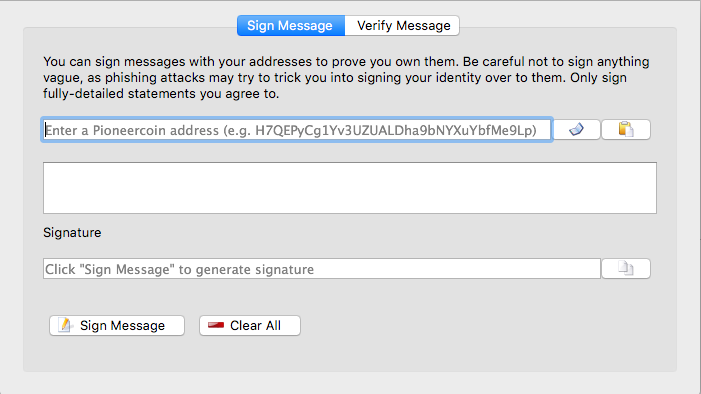 Sign Message
Verify Message
You can sign messages with your addresses to prove you own them. Be careful not to sign anything
vague, as phishing attacks may try to trick you into signing your identity over to them. Only sign
fully-detailed statements you agree to.
Enter a Pioneercoin address (e.g. H7QEPyCg1Yv3UZUALDha9bNYXuYbfMe9Lp)
Signature
Click "Sign Message" to generate signature
Sign Message
Clear All